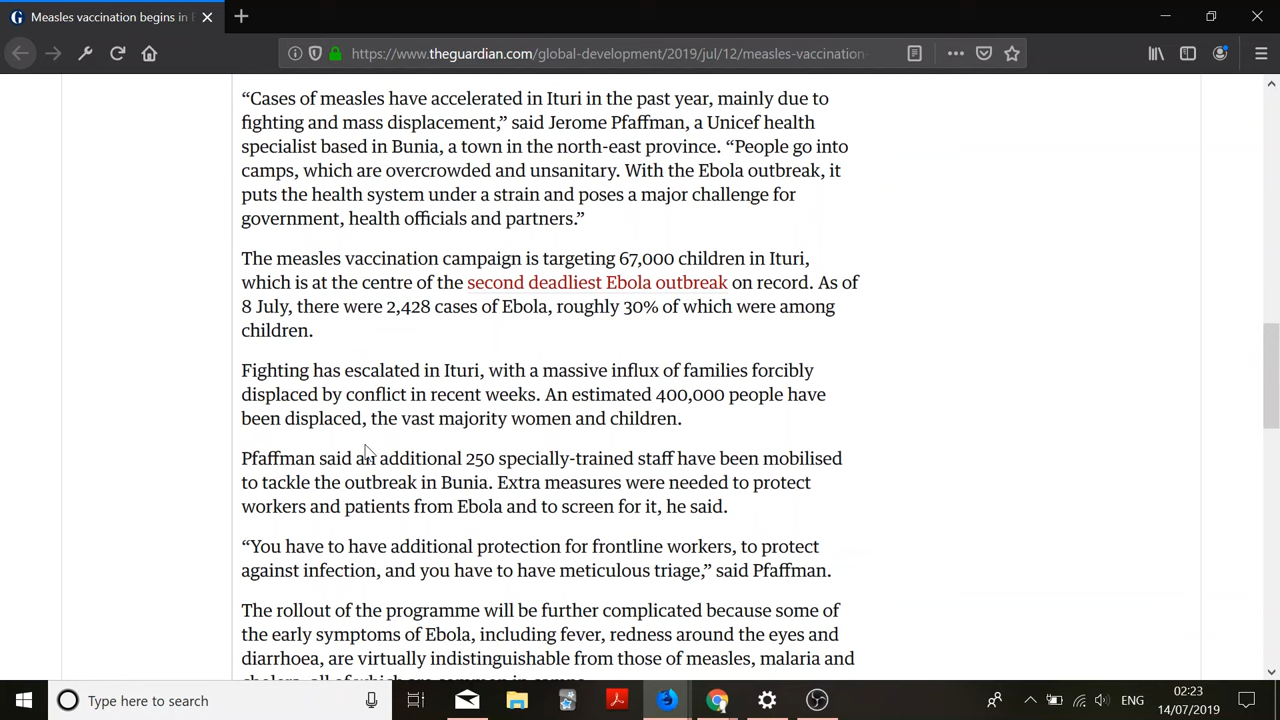 Measles vaccination begins in
https://www.theguardian.com/global-development/2019/jul/12/measles-vaccination-
“Cases of measles have accelerated in Ituri in the past year, mainly due to
fighting and mass displacement,” said Jerome Pfaffman, a Unicef health
specialist based in Bunia, a town in the north-east province. “People go into
camps, which are overcrowded and unsanitary. With the Ebola outbreak, it
puts the health system under a strain and poses a major challenge for
government, health officials and partners.”
The measles vaccination campaign is targeting 67,000 children in Ituri,
which is at the centre of the second deadliest Ebola outbreak on record. As of
8 July, there were 2,428 cases of Ebola, roughly 30% of which were among
children.
Fighting has escalated in Ituri, with a massive influx of families forcibly
displaced by conflict in recent weeks. An estimated 400,000 people have
been displaced, the vast majority women and children.
Pfaffman said an additional 250 specially-trained staff have been mobilised
to tackle the outbreak in Bunia. Extra measures were needed to protect
workers and patients from Ebola and to screen for it, he said.
“You have to have additional protection for frontline workers, to protect
against infection, and you have to have meticulous triage,” said Pfaffman.
The rollout of the programme will be further complicated because some of
the early symptoms of Ebola, including fever, redness around the eyes and
diarrhoea, are virtually indistinguishable from those of measles, malaria and
Type here to search
ENG
02:23
14/07/2019